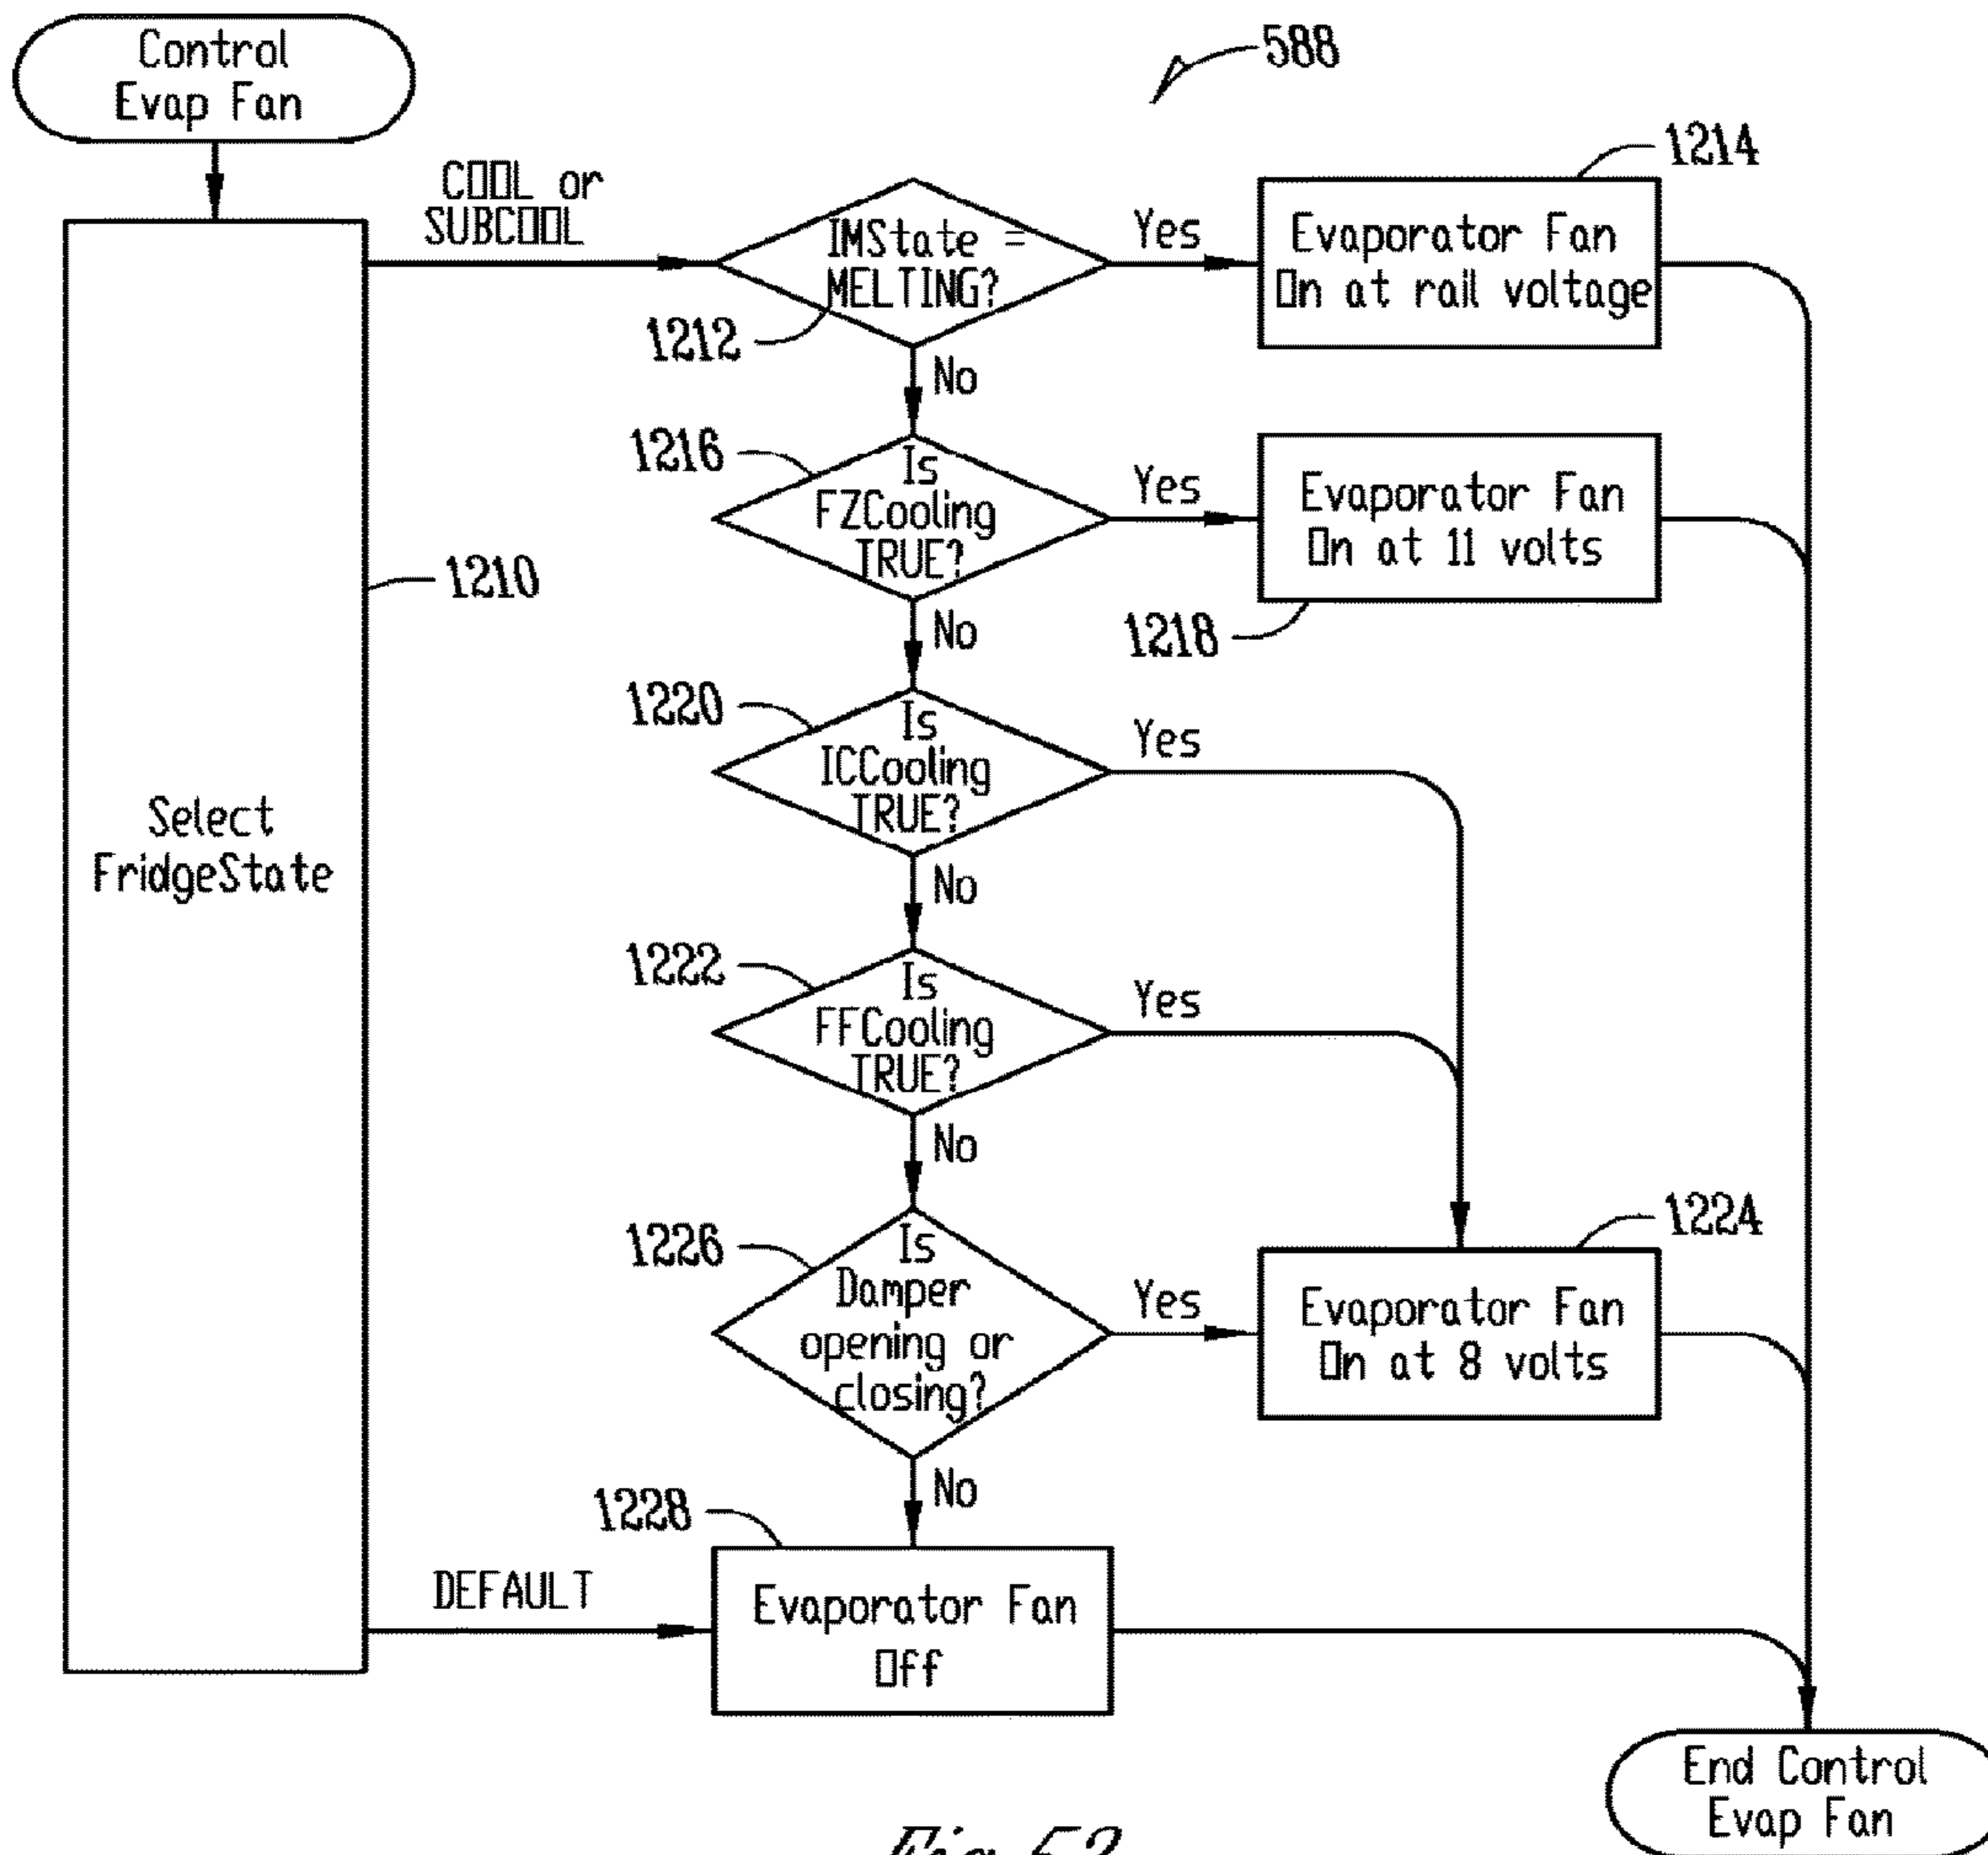 Control
Evap Fan
588
COOL or
SUBCOOL
IMState =
MELTING?
1212
Yes
Evaporator Fan
On at rail voltage
1214
No
1216
Is
FZCooling
TRUE?
Yes
Evaporator Fan
On at 11 volts
1218
1210
No
1220
Is
ICCooling
TRUE?
Yes
Select
FridgeState
No
1222
Is
FFCooling
TRUE?
Yes
No
1226
Is
Damper
opening or
closing?
Yes
1224
Evaporator Fan
On at 8 volts
No
1228
DEFAULT
Evaporator Fan
Off
End Control
Evap Fan